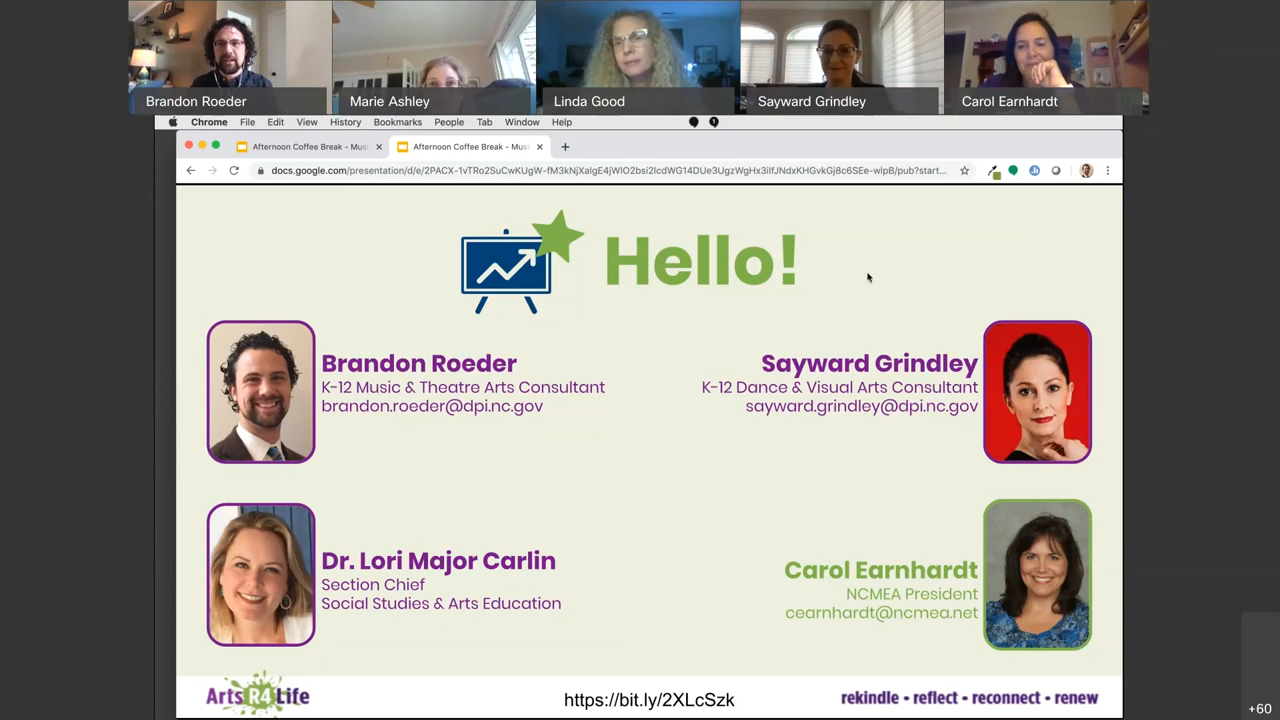 Brandon Roeder
Marie Ashley
Linda Good
Sayward Grindley
Carol Earnhardt
Chrome File Edit View History Bookmarks People Tab Window Help
Afternoon Coffee Break - Musi
Afternoon Coffee Break - Musi
Hello!
Brandon Roeder
K-12 Music & Theatre Arts Consultant
brandon.roeder@dpi.nc.gov
Sayward Grindley
K-12 Dance & Visual Arts Consultant
sayward.grindley@dpi.nc.gov
Dr. Lori Major Carlin
Section Chief
Social Studies & Arts Education
Carol Earnhardt
NCMEA President
cearnhardt@ncmea.net
Arts R4 Life
https://bit.ly/2XLcSzk
rekindle • reflect • reconnect • renew
+60